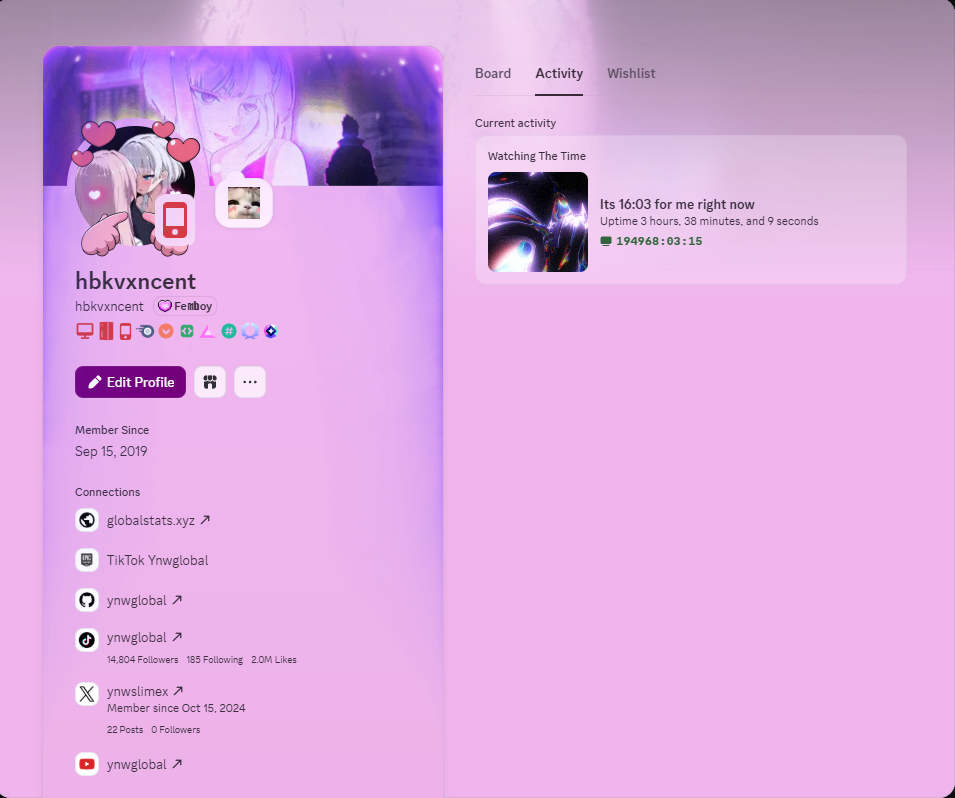 hbkvxncent
hbkvxncent
Edit Profile
Member Since
Sep 15, 2019
Connections
globalstats.xyz
TikTok Ynwglobal
ynwglobal
ynwglobal
14,804 Followers 185 Following 2.0M Likes
ynwslimex
Member since Oct 15, 2024
22 Posts 0 Followers
ynwglobal
Board Activity Wishlist
Current activity
Watching The Time
Its 16:03 for me right now
Uptime 3 hours, 38 minutes, and 9 seconds
194968:03:15